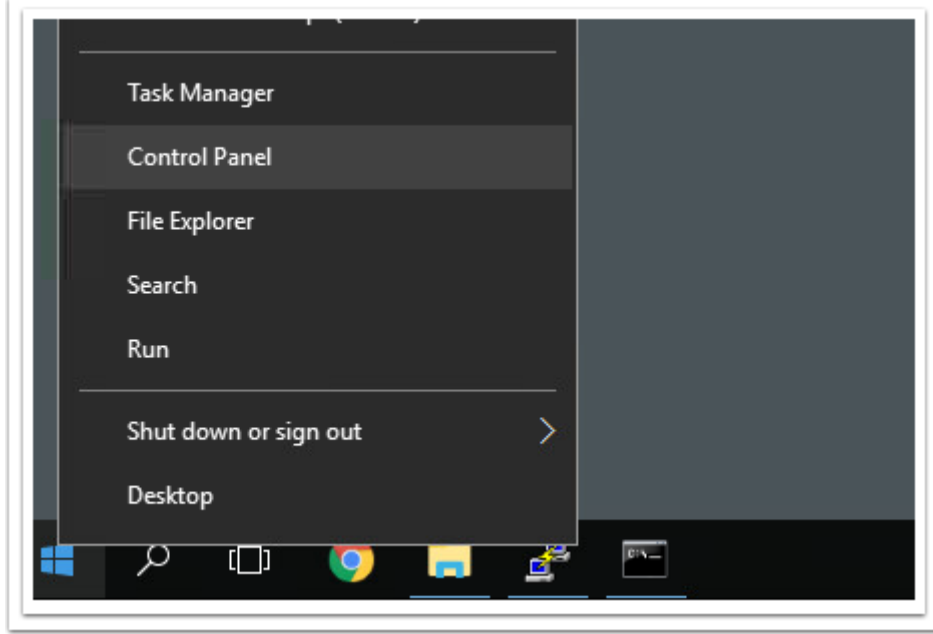 Task Manager
Control Panel
File Explorer
Search
Run
Shut down or sign out
Desktop